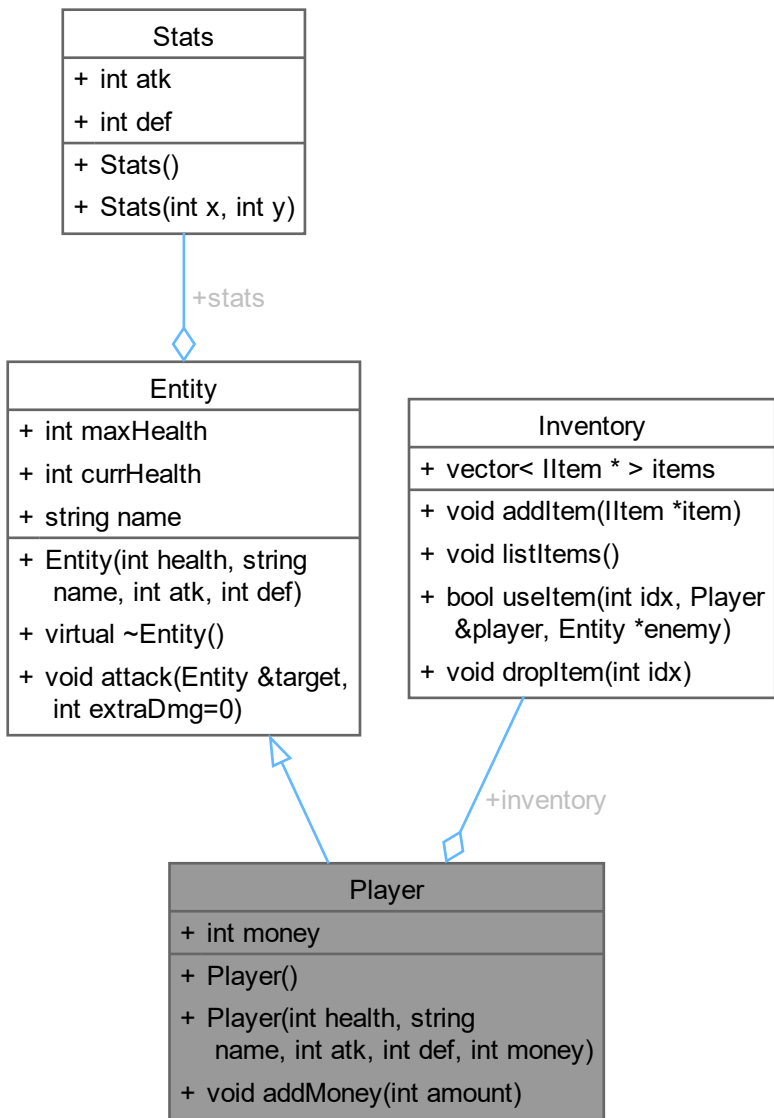 Stats
+ int atk
+ int def
+ Stats()
+ Stats(int x, int y)
+stats
Entity
+ int maxHealth
+ int currHealth
+ string name
+ Entity(int health, string
name, int atk, int def)
+ virtual ~Entity()
+ void attack(Entity &target,
int extraDmg=0)
Inventory
+ vector< IItem * > items
+ void addItem(IItem *item)
+ void listItems()
+ bool useItem(int idx, Player
&player, Entity *enemy)
+ void dropItem(int idx)
+inventory
Player
+ int money
+ Player()
+ Player(int health, string
name, int atk, int def, int money)
+ void addMoney(int amount)